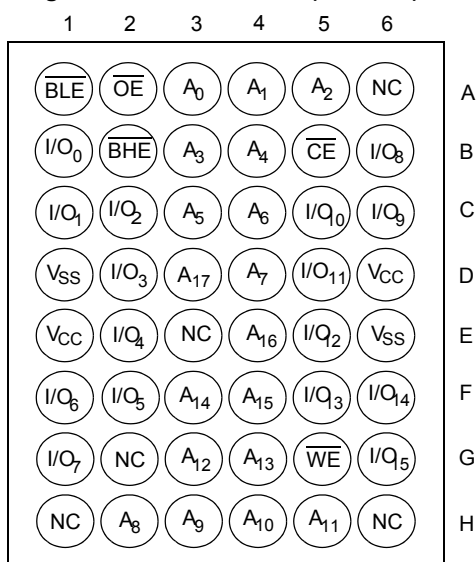 1 2 3 4 5 6
BLE OE A0 A1 A2 NC A
I/O0 BHE A3 A4 CE I/O8 B
I/O1 I/O2 A5 A6 I/O10 I/O9 C
VSS I/O3 A17 A7 I/O11 VCC D
VCC I/O4 NC A16 I/O12 VSS E
I/O6 I/O5 A14 A15 I/O13 I/O14 F
I/O7 NC A12 A13 WE I/O15 G
NC A8 A9 A10 A11 NC H